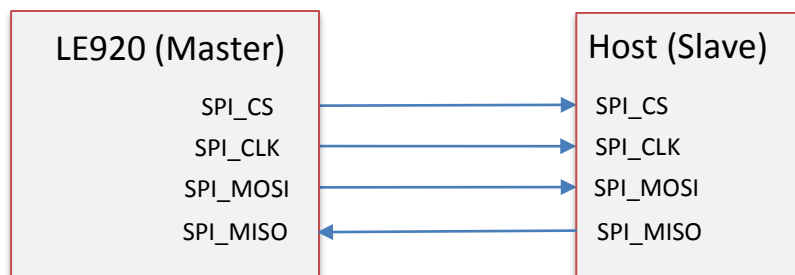 LE920 (Master)
SPI_CS
SPI_CLK
SPI_MOSI
SPI_MISO
Host (Slave)
SPI_CS
SPI_CLK
SPI_MOSI
SPI_MISO